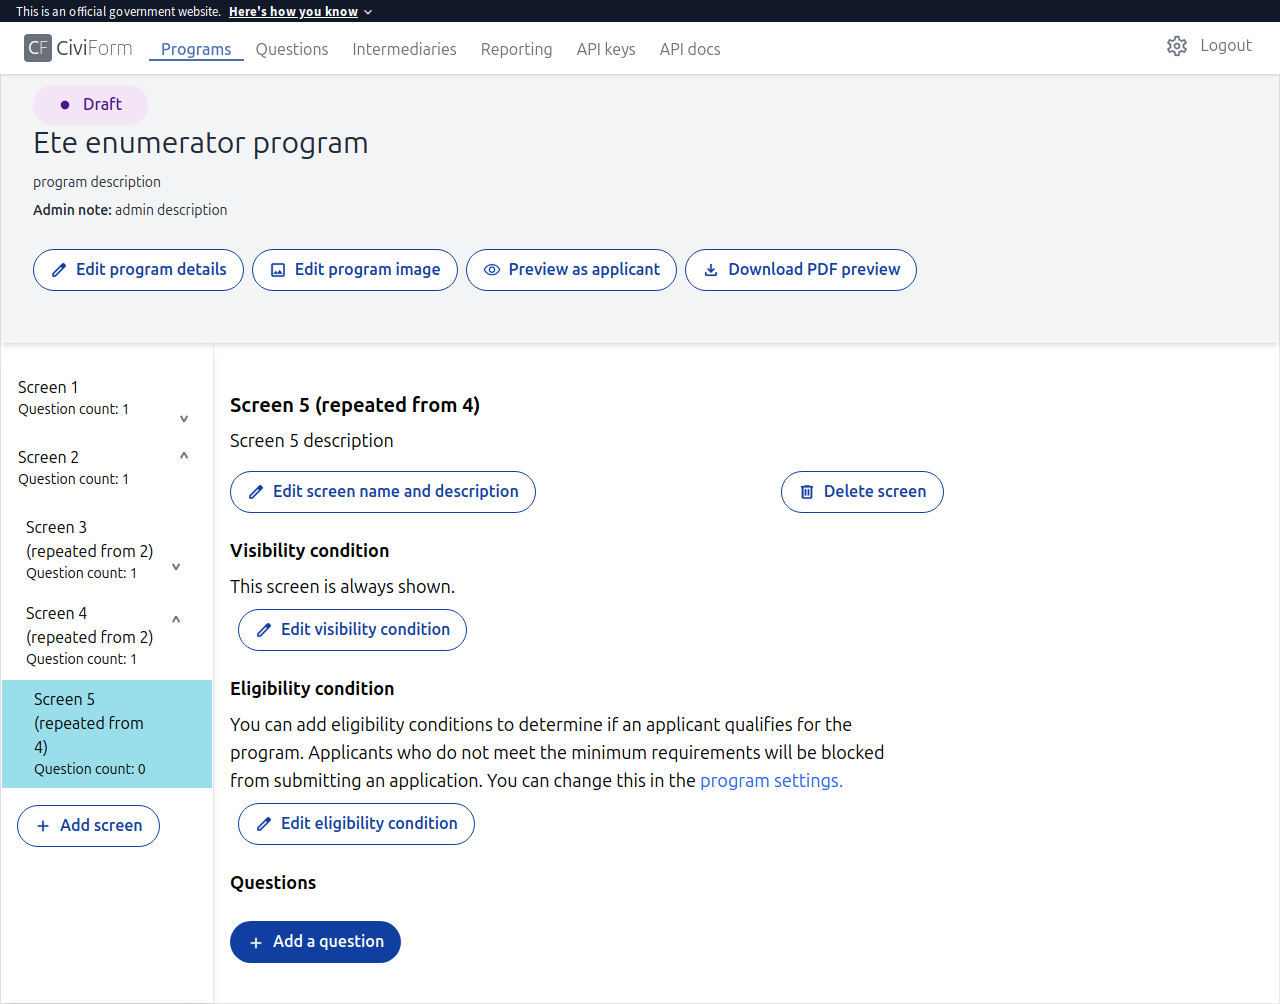 This is an official government website. Here's how you know
CF CiviForm Programs Questions Intermediaries Reporting API keys API docs Logout
Draft
Ete enumerator program
program description
Admin note: admin description
Edit program details Edit program image Preview as applicant Download PDF preview
Screen 1
Question count: 1
Screen 2
Question count: 1
Screen 3
(repeated from 2)
Question count: 1
Screen 4
(repeated from 2)
Question count: 1
Screen 5
(repeated from
4)
Question count: 0
Add screen
Screen 5 (repeated from 4)
Screen 5 description
Edit screen name and description Delete screen
Visibility condition
This screen is always shown.
Edit visibility condition
Eligibility condition
You can add eligibility conditions to determine if an applicant qualifies for the
program. Applicants who do not meet the minimum requirements will be blocked
from submitting an application. You can change this in the program settings.
Edit eligibility condition
Questions
Add a question